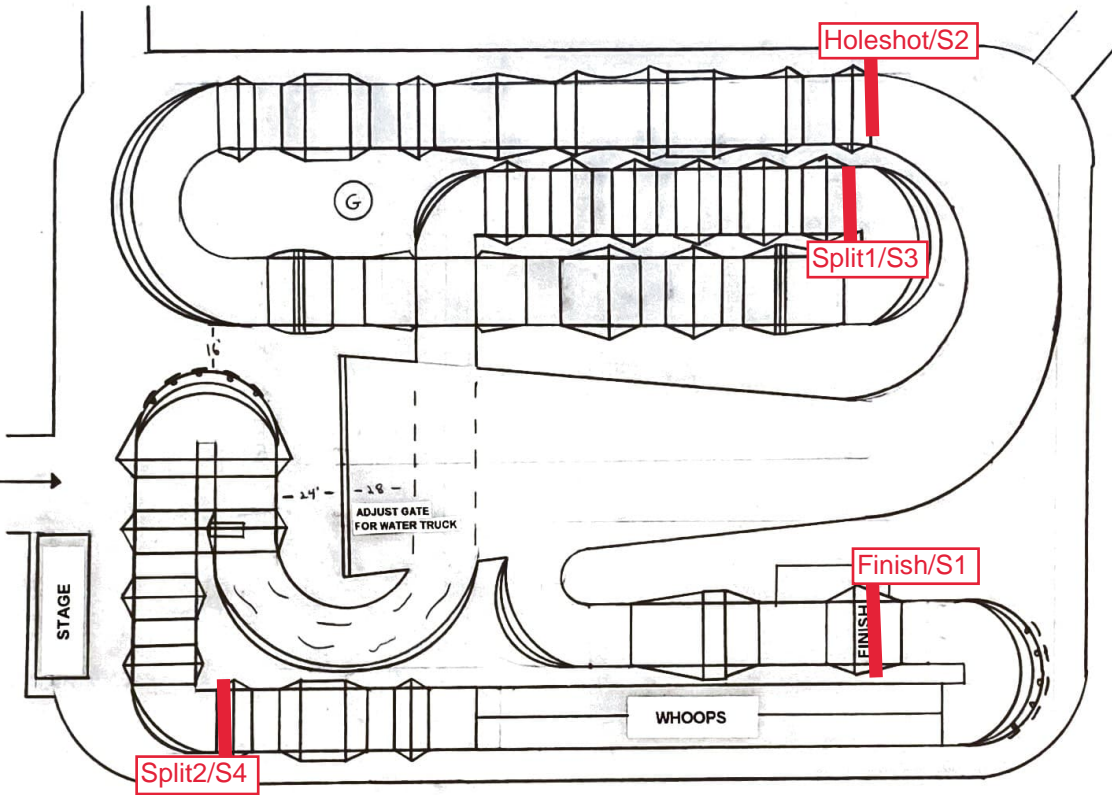 Holeshot/S2
G
Split1/S3
16'
24' 28
ADJUST GATE
FOR WATER TRUCK
Finish/S1
STAGE
FINISH
WHOOPS
Split2/S4